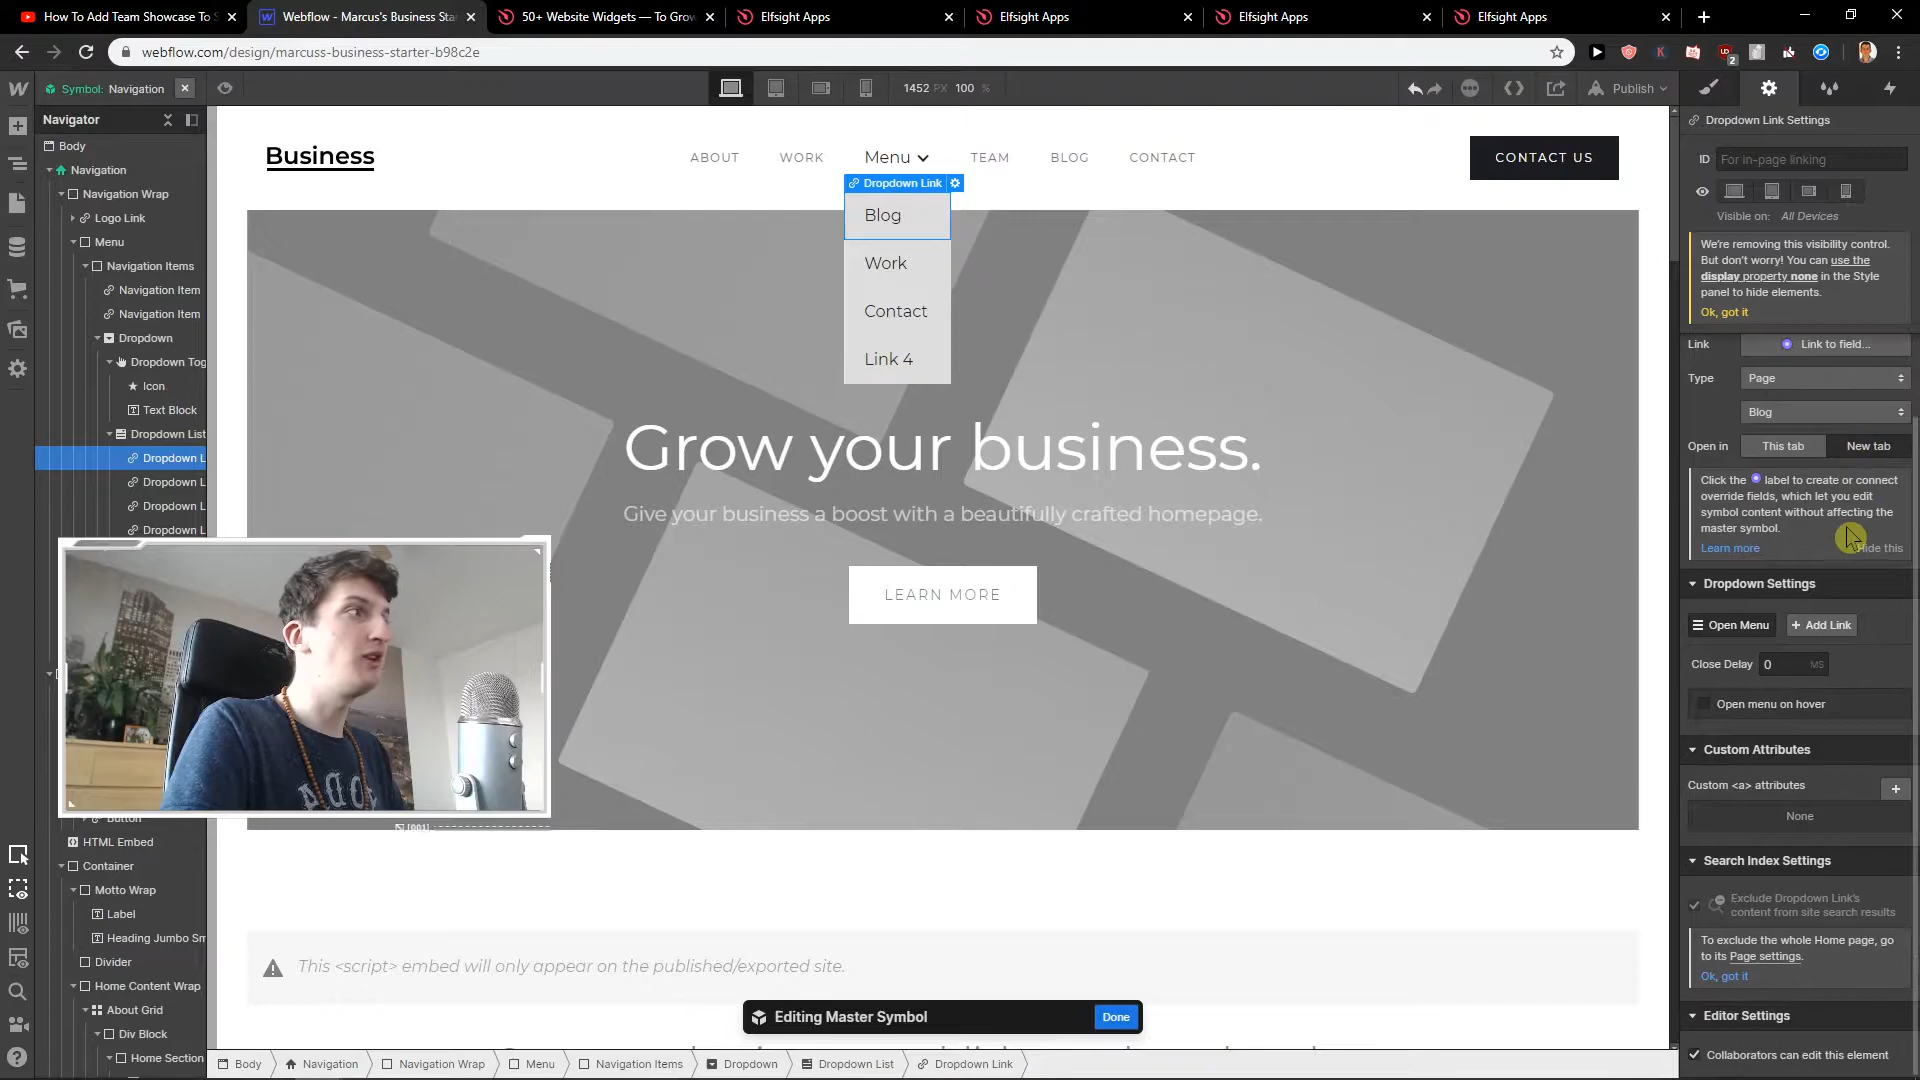 How To Add Team Showcase To S
Webflow - Marcus's Business Sta
50+ Website Widgets — To Grow
Elfsight Apps
Elfsight Apps
Elfsight Apps
Elfsight Apps
webflow.com/design/marcuss-business-starter-b98c2e
Symbol: Navigation
1452 PX 100 %
Publish
Navigator
Body
Navigation
Navigation Wrap
Logo Link
Menu
Navigation Items
Navigation Item
Navigation Item
Dropdown
Dropdown Tog
Icon
Text Block
Dropdown List
Dropdown L
Dropdown L
Dropdown L
Dropdown L
Button
HTML Embed
Container
Motto Wrap
Label
Heading Jumbo Sm
Divider
Home Content Wrap
About Grid
Div Block
Home Section
Business
ABOUT
WORK
Menu
TEAM
BLOG
CONTACT
CONTACT US
Dropdown Link
Blog
Work
Contact
Link 4
Grow your business.
Give your business a boost with a beautifully crafted homepage.
LEARN MORE
This <script> embed will only appear on the published/exported site.
Editing Master Symbol
Done
Body
Navigation
Navigation Wrap
Menu
Navigation Items
Dropdown
Dropdown List
Dropdown Link
Dropdown Link Settings
ID
For in-page linking
Visible on: All Devices
We're removing this visibility control.
But don't worry! You can use the
display property none in the Style
panel to hide elements.
Ok, got it
Link
Link to field...
Type
Page
Blog
Open in
This tab
New tab
Click the label to create or connect
override fields, which let you edit
symbol content without affecting the
master symbol.
Learn more
Hide this
Dropdown Settings
Open Menu
Add Link
Close Delay
0
MS
Open menu on hover
Custom Attributes
Custom <a> attributes
None
Search Index Settings
Exclude Dropdown Link's
content from site search results
To exclude the whole Home page, go
to its Page settings.
Ok, got it
Editor Settings
Collaborators can edit this element